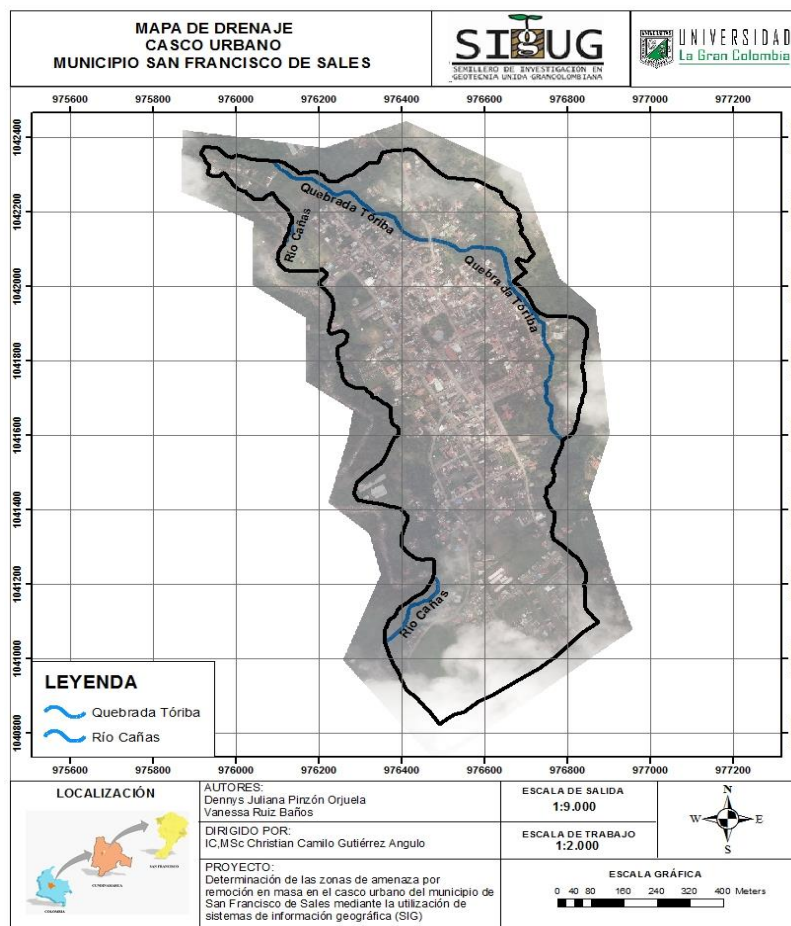 MAPA DE DRENAJE
CASCO URBANO
MUNICIPIO SAN FRANCISCO DE SALES
SIGUG
SEMILLERO DE INVESTIGACIÓN EN
GEOTECNIA UNIDA GRANCOLOMBIANA
UNIVERSIDAD
La Gran Colombia
975600 975800 976000 976200 976400 976600 976800 977000 977200
1042400
1042200
1042000
1041800
1041600
1041400
1041200
1041000
1040800
Quebrada Tóriba
Río Cañas
Quebrada Tóriba
Río Cañas
LEYENDA
Quebrada Tóriba
Río Cañas
975600 975800 976000 976200 976400 976600 976800 977000 977200
LOCALIZACIÓN
SAN FRANCISCO
CUNDINAMARCA
COLOMBIA
AUTORES:
Dennys Juliana Pinzón Orjuela
Vanessa Ruiz Baños
DIRIGIDO POR:
IC,MSc Christian Camilo Gutiérrez Angulo
PROYECTO:
Determinación de las zonas de amenaza por
remoción en masa en el casco urbano del municipio de
San Francisco de Sales mediante la utilización de
sistemas de información geográfica (SIG)
ESCALA DE SALIDA
1:9.000
ESCALA DE TRABAJO
1:2.000
N
W E
S
ESCALA GRÁFICA
0 40 80 160 240 320 400 Meters